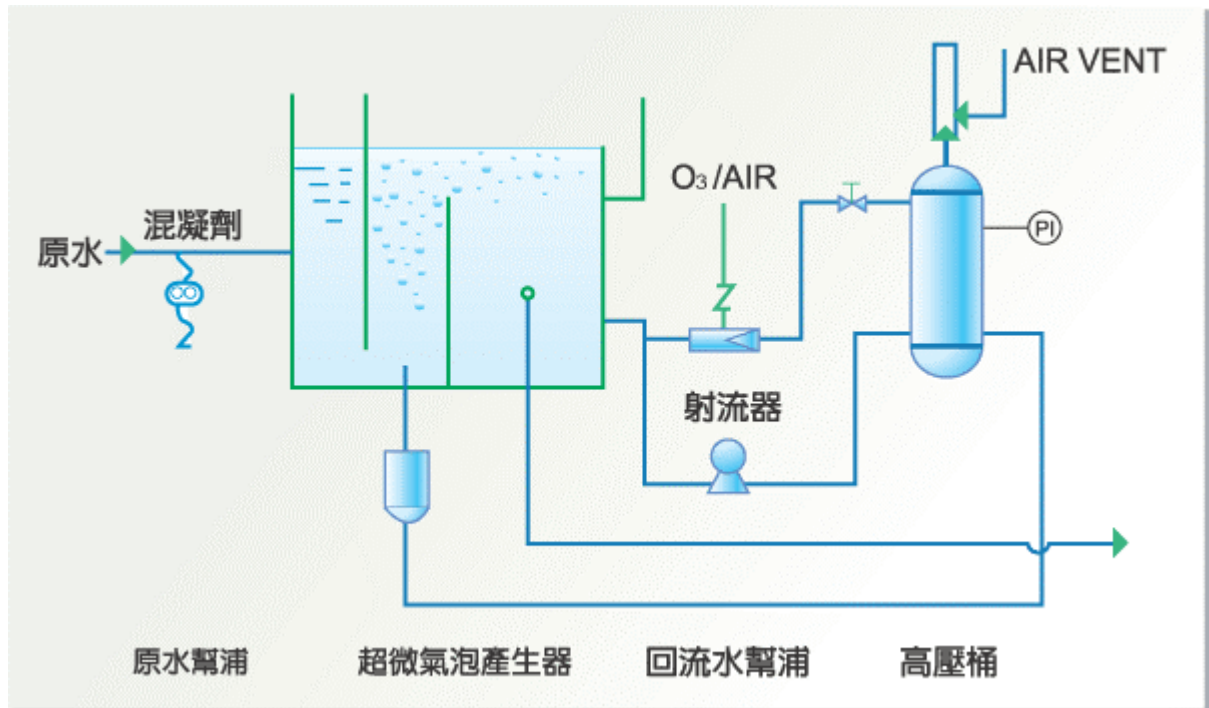 AIR VENT
O₃/AIR
混凝劑
原水
PI
射流器
原水幫浦
超微氣泡產生器
回流水幫浦
高壓桶